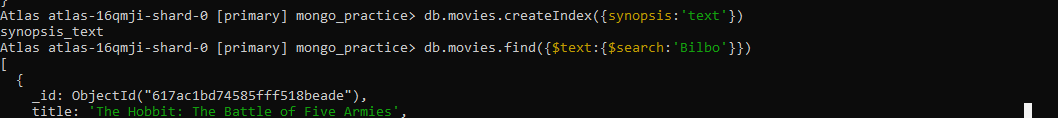 }
Atlas atlas-16qmji-shard-0 [primary] mongo_practice> db.movies.createIndex({synopsis:'text'})
synopsis_text
Atlas atlas-16qmji-shard-0 [primary] mongo_practice> db.movies.find({$text:{$search:'Bilbo'}})
[
  {
    _id: ObjectId("617ac1bd74585fff518beade"),
    title: 'The Hobbit: The Battle of Five Armies',